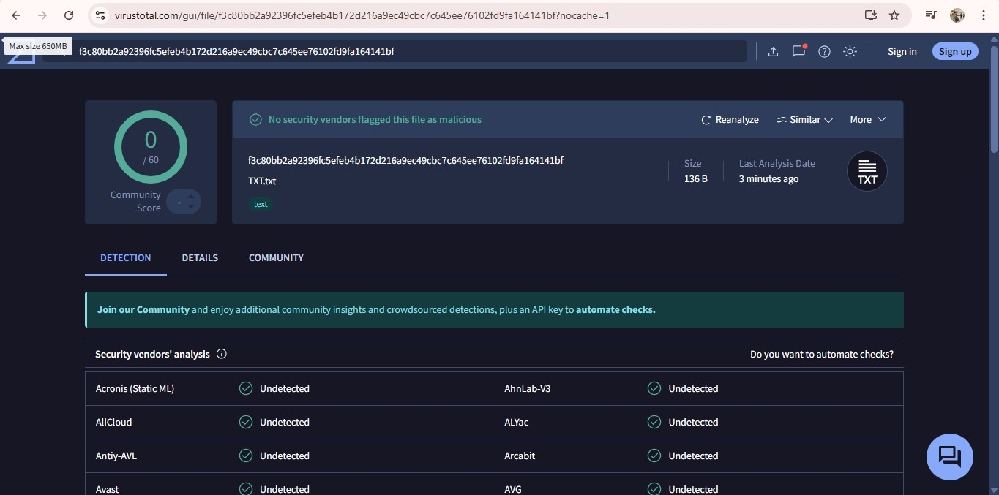 virustotal.com/gui/file/f3c80bb2a92396fc5efeb4b172d216a9ec49cbc7c645ee76102fd9fa164141bf?nocache=1
Max size 650MB
f3c80bb2a92396fc5efeb4b172d216a9ec49cbc7c645ee76102fd9fa164141bf
Sign in
Sign up
0
/ 60
Community
Score
No security vendors flagged this file as malicious
Reanalyze
Similar
More
f3c80bb2a92396fc5efeb4b172d216a9ec49cbc7c645ee76102fd9fa164141bf
TXT.txt
text
Size
136 B
Last Analysis Date
3 minutes ago
TXT
DETECTION
DETAILS
COMMUNITY
Join our Community and enjoy additional community insights and crowdsourced detections, plus an API key to automate checks.
Security vendors' analysis
Do you want to automate checks?
Acronis (Static ML) Undetected AhnLab-V3 Undetected
AliCloud Undetected ALYac Undetected
Antiy-AVL Undetected Arcabit Undetected
Avast Undetected AVG Undetected